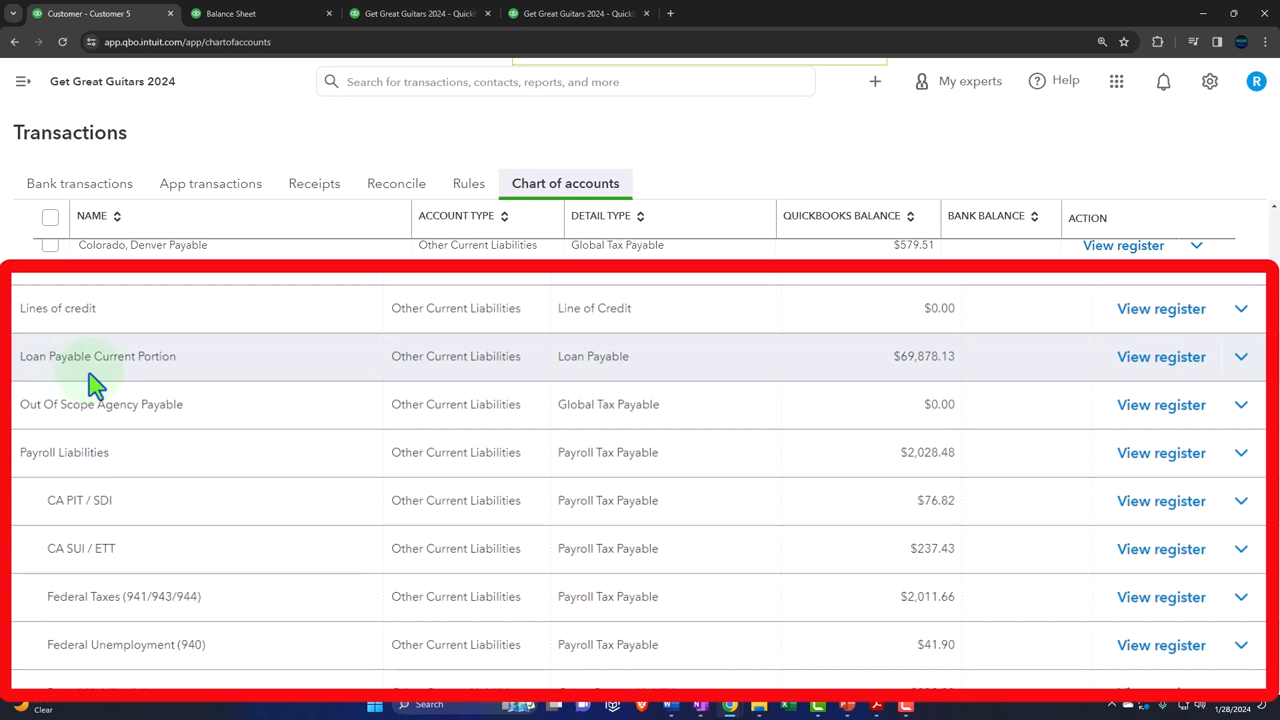 Customer - Customer 5
Balance Sheet
Get Great Guitars 2024 - QuickF
Get Great Guitars 2024 - Quickf
app.qbo.intuit.com/app/chartofaccounts
Get Great Guitars 2024
Search for transactions, contacts, reports, and more
My experts
Help
R
Transactions
Bank transactions
App transactions
Receipts
Reconcile
Rules
Chart of accounts
NAME ACCOUNT TYPE DETAIL TYPE QUICKBOOKS BALANCE BANK BALANCE ACTION
Colorado, Denver Payable Other Current Liabilities Global Tax Payable $579.51 View register
Lines of credit Other Current Liabilities Line of Credit $0.00 View register
Loan Payable Current Portion Other Current Liabilities Loan Payable $69,878.13 View register
Out Of Scope Agency Payable Other Current Liabilities Global Tax Payable $0.00 View register
Payroll Liabilities Other Current Liabilities Payroll Tax Payable $2,028.48 View register
CA PIT / SDI Other Current Liabilities Payroll Tax Payable $76.82 View register
CA SUI / ETT Other Current Liabilities Payroll Tax Payable $237.43 View register
Federal Taxes (941/943/944) Other Current Liabilities Payroll Tax Payable $2,011.66 View register
Federal Unemployment (940) Other Current Liabilities Payroll Tax Payable $41.90 View register
Clear
Search
1/28/2024